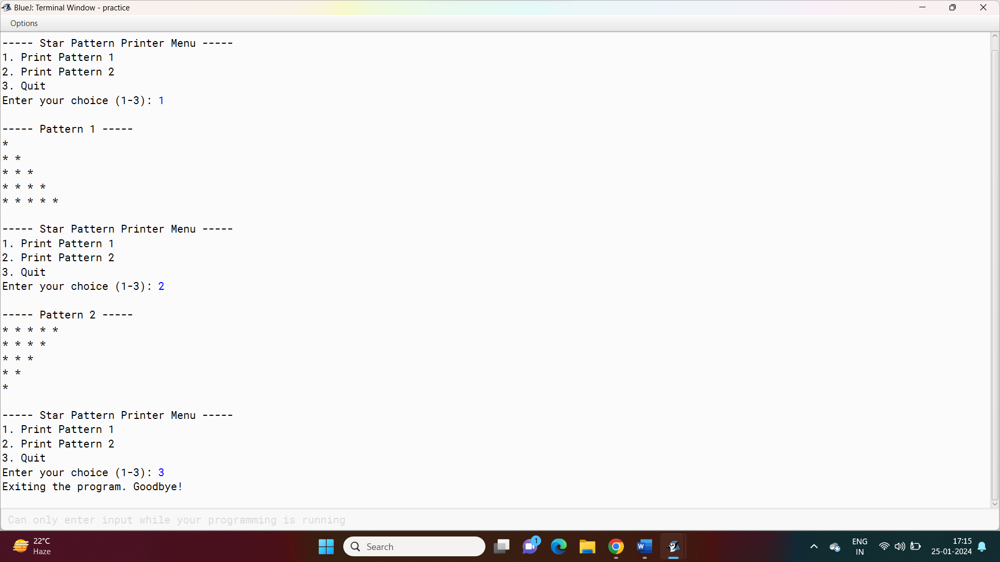 BlueJ: Terminal Window - practice
Options
----- Star Pattern Printer Menu -----
1. Print Pattern 1
2. Print Pattern 2
3. Quit
Enter your choice (1-3): 1
----- Pattern 1 -----
*
* *
* * *
* * * *
* * * * *
----- Star Pattern Printer Menu -----
1. Print Pattern 1
2. Print Pattern 2
3. Quit
Enter your choice (1-3): 2
----- Pattern 2 -----
* * * * *
* * * *
* * *
* *
*
----- Star Pattern Printer Menu -----
1. Print Pattern 1
2. Print Pattern 2
3. Quit
Enter your choice (1-3): 3
Exiting the program. Goodbye!
Can only enter input while your programming is running
22°C
Haze
Search
1
W
ENG
IN
17:15
25-01-2024